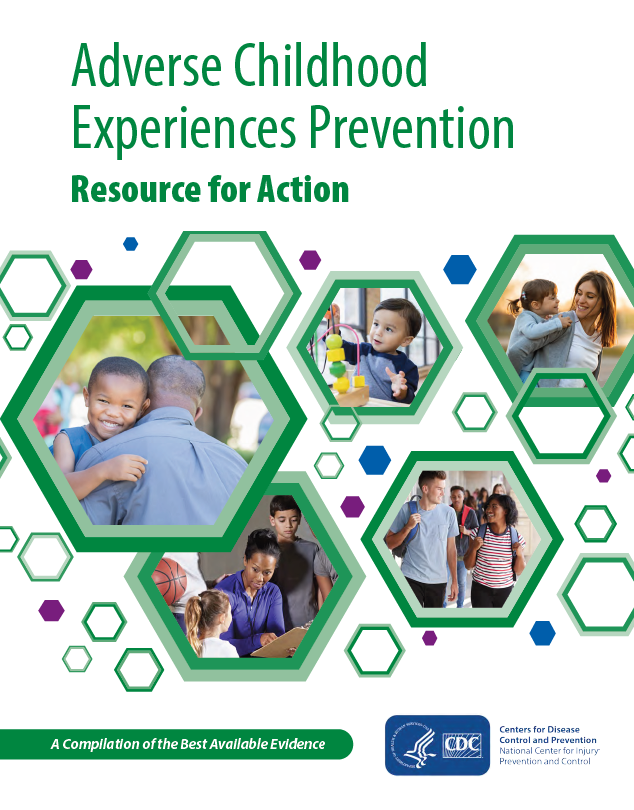 Adverse Childhood
Experiences Prevention
Resource for Action
A Compilation of the Best Available Evidence
CDC
Centers for Disease
Control and Prevention
National Center for Injury
Prevention and Control